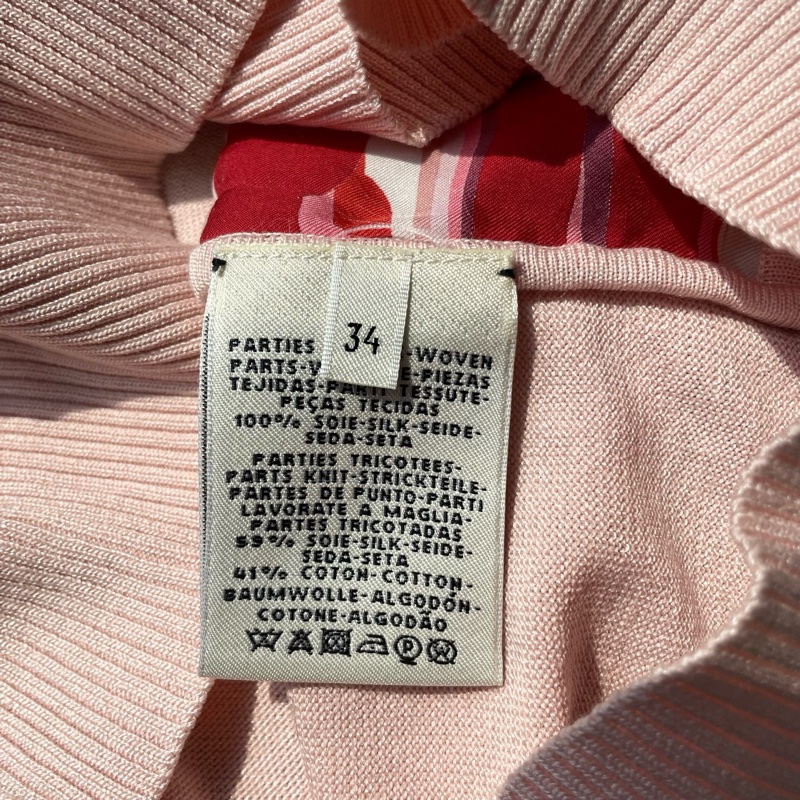 34
PARTIES -WOVEN
PARTS-V E-PIEZAS
TEJIDAS-PARTI TESSUTE-
PEÇAS TECIDAS
100% SOIE-SILK-SEIDE-
SEDA-SETA
PARTIES TRICOTEES-
PARTS KNIT-STRICKTEILE-
PARTES DE PUNTO-PARTI
LAVORATE A MAGLIA-
PARTES TRICOTADAS
59% SOIE-SILK-SEIDE-
SEDA-SETA
41% COTON-COTTON-
BAUMWOLLE-ALGODÓN-
COTONE-ALGODÃO
P W